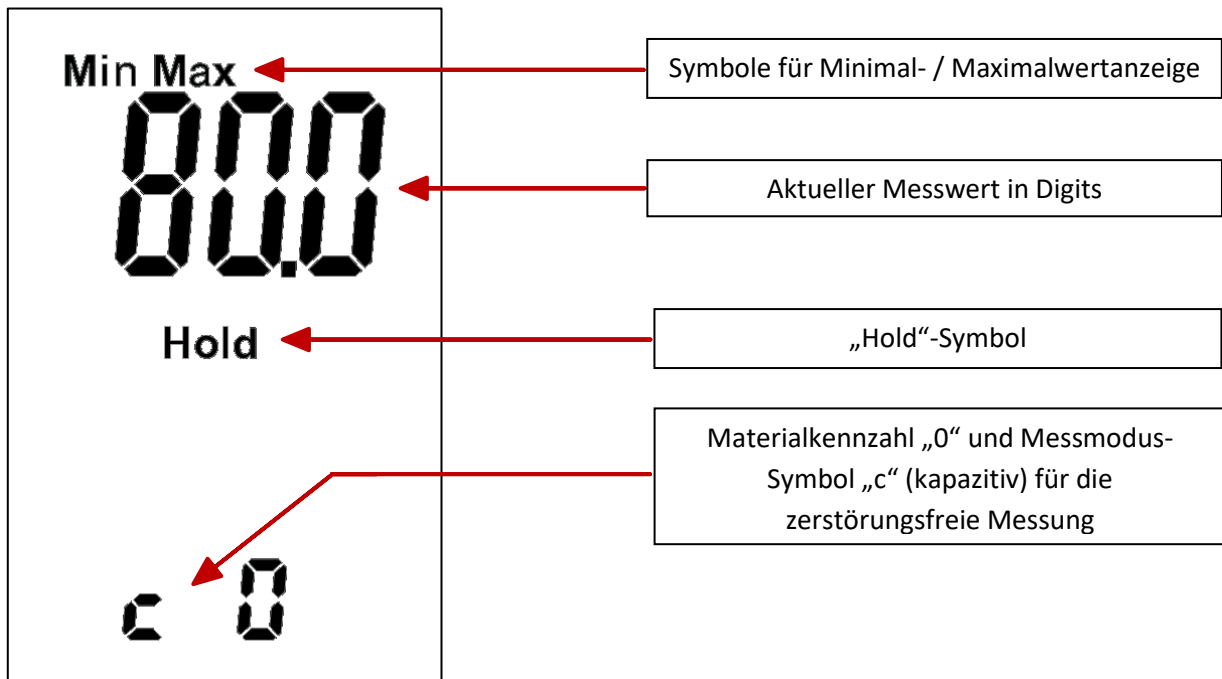 Min Max
80.0
Hold
c 0
Symbole für Minimal- / Maximalwertanzeige
Aktueller Messwert in Digits
„Hold“-Symbol
Materialkennzahl „0“ und Messmodus-
Symbol „c“ (kapazitiv) für die
zerstörungsfreie Messung